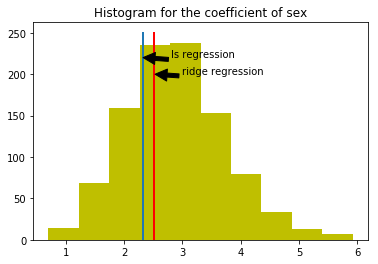 Histogram for the coefficient of sex
250
200
150
100
50
0
ls regression
ridge regression
1 2 3 4 5 6